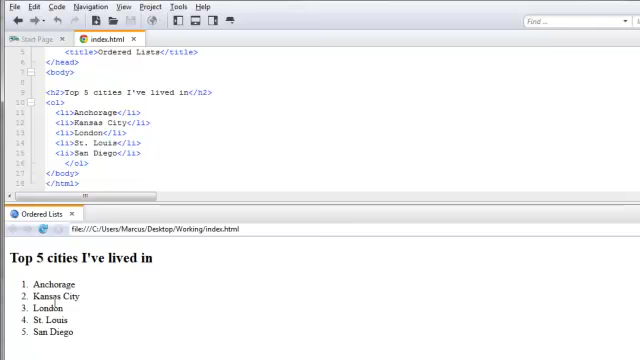 File Edit Code Navigation Project Tools Help
Find ...
Start Page index.html
5 <title>Ordered Lists</title>
6 </head>
7 <body>
8
9 <h2>Top 5 cities I've lived in</h2>
10 <ol>
11 <li>Anchorage</li>
12 <li>Kansas City</li>
13 <li>London</li>
14 <li>St. Louis</li>
15 <li>San Diego</li>
16 </ol>
17 </body>
18 </html>
Ordered Lists
file:///C:/Users/Marcus/Desktop/Working/index.html
Top 5 cities I've lived in
1. Anchorage
2. Kansas City
3. London
4. St. Louis
5. San Diego